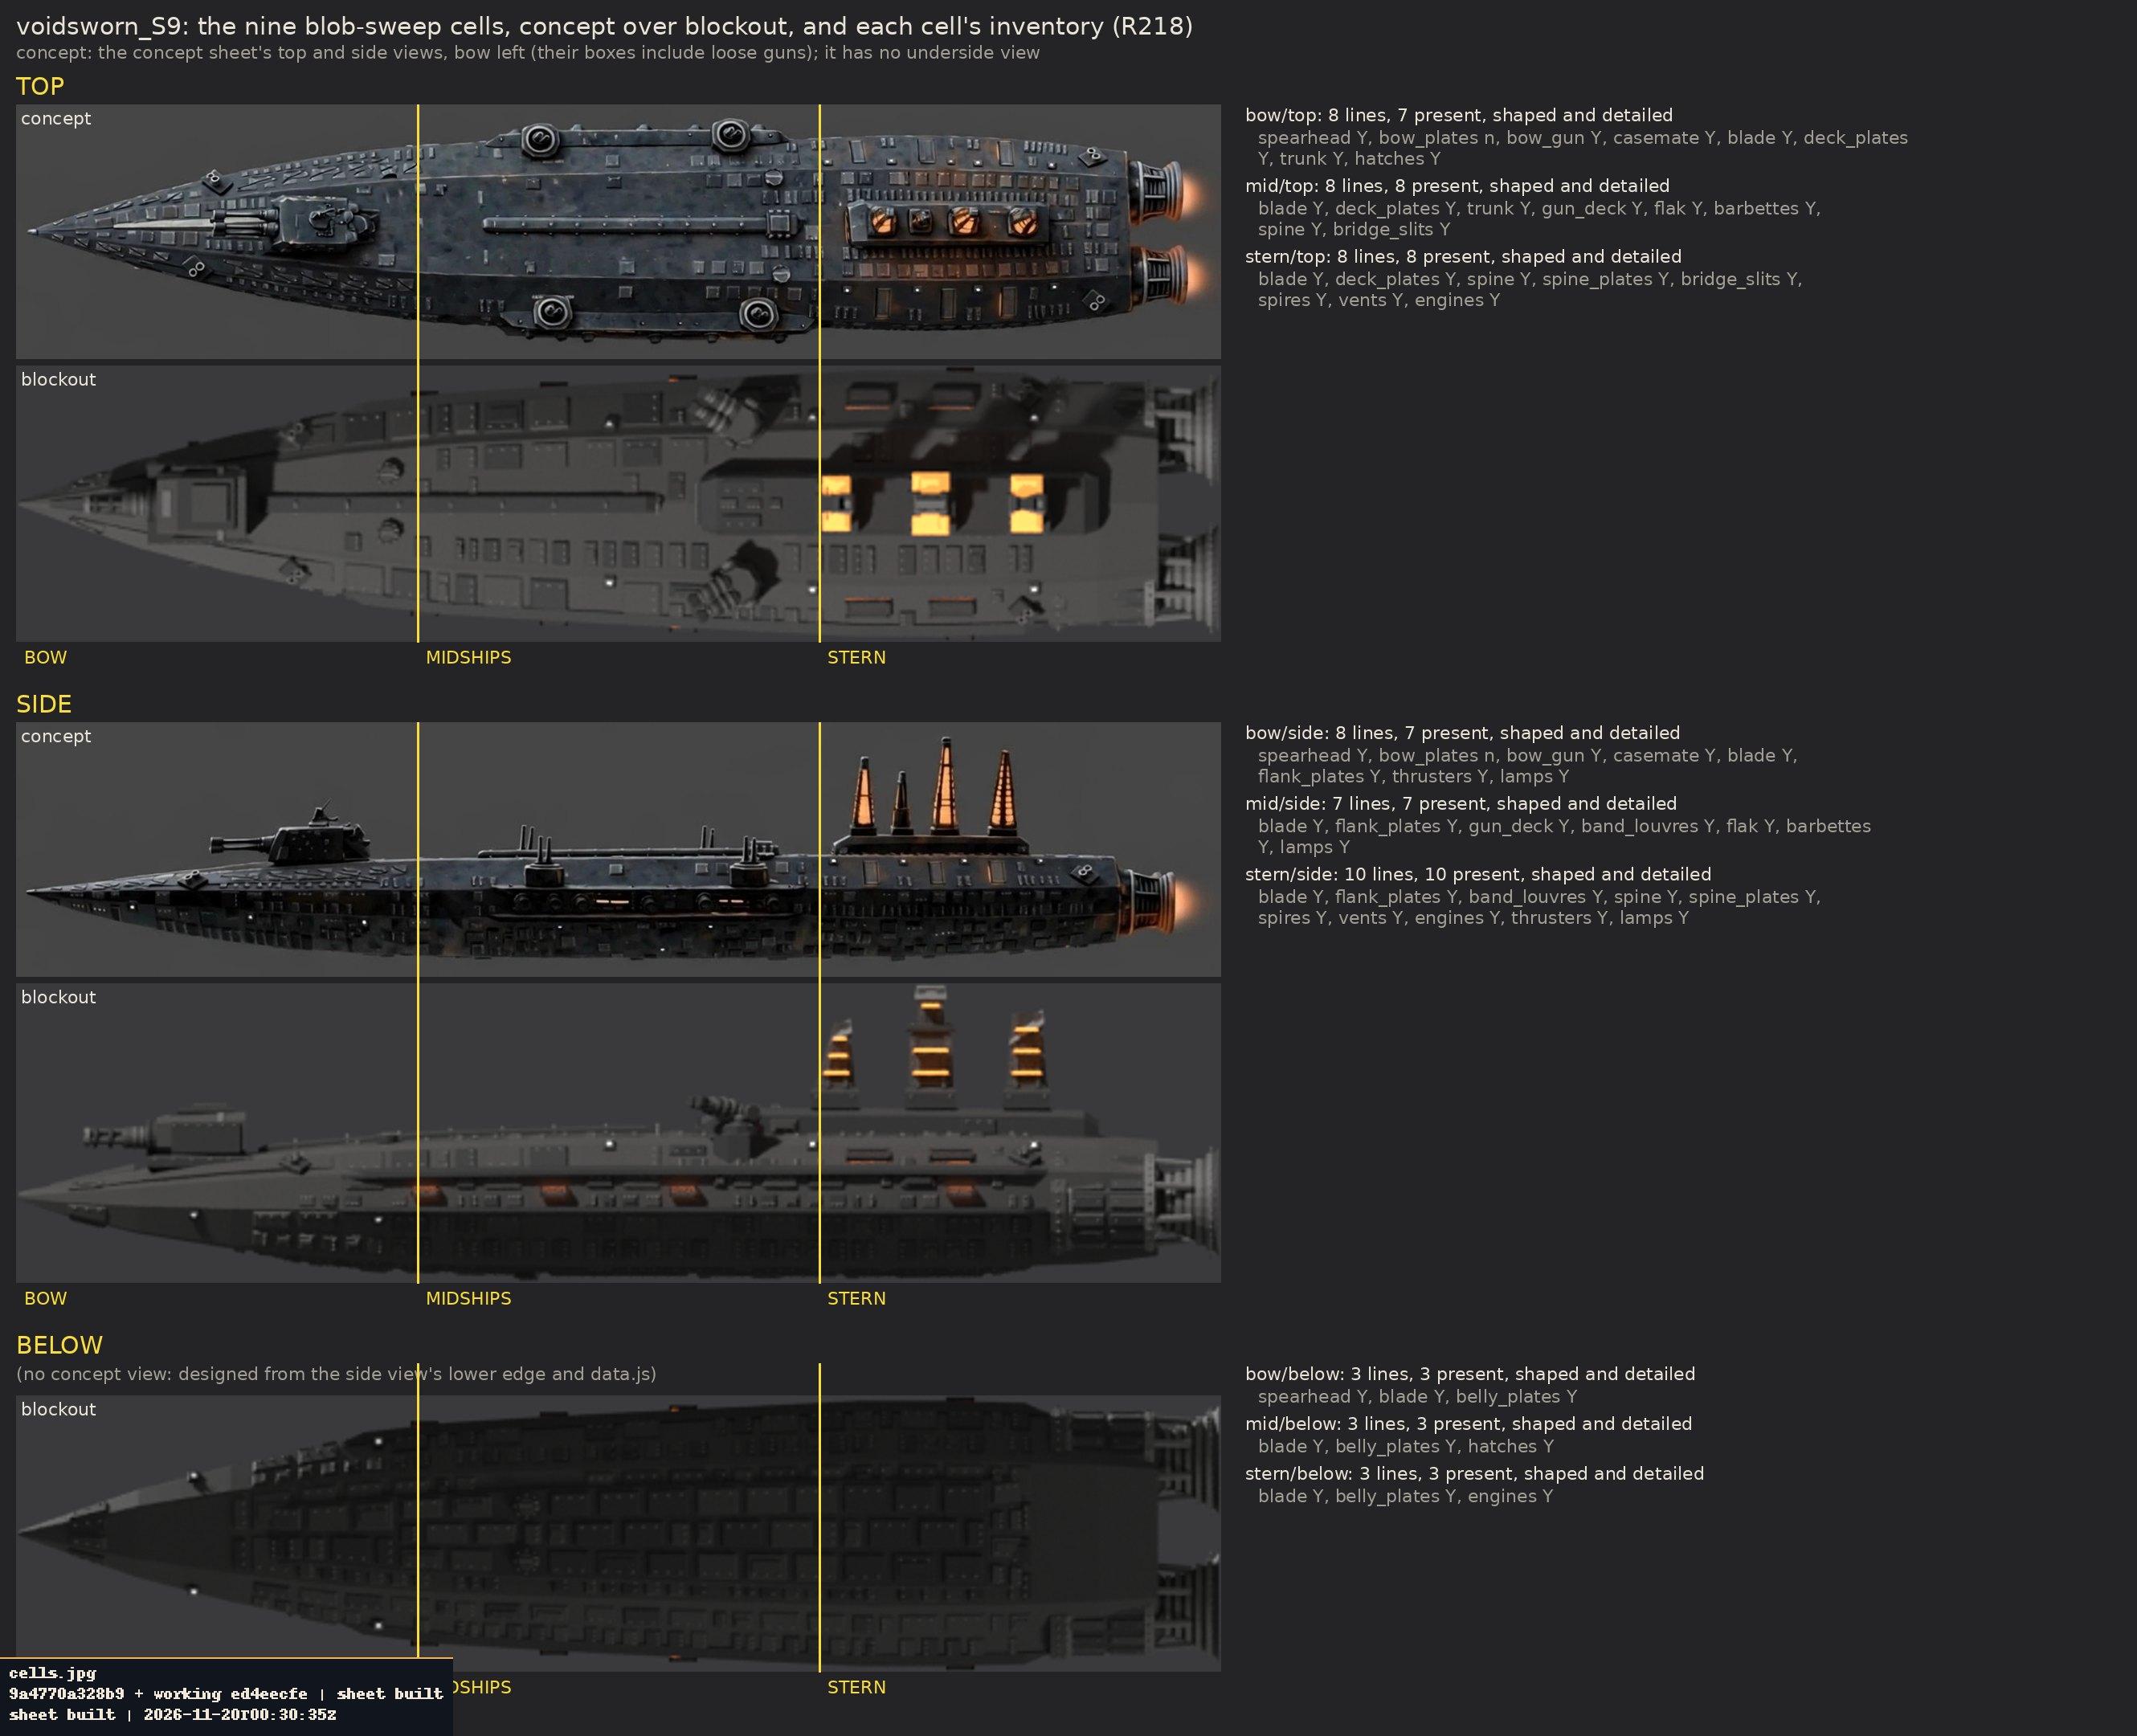 voidsworn_S9: the nine blob-sweep cells, concept over blockout, and each cell's inventory (R218)
concept: the concept sheet's top and side views, bow left (their boxes include loose guns); it has no underside view
TOP
concept
blockout
BOW
MIDSHIPS
STERN
bow/top: 8 lines, 7 present, shaped and detailed
spearhead Y, bow_plates n, bow_gun Y, casemate Y, blade Y, deck_plates
Y, trunk Y, hatches Y
mid/top: 8 lines, 8 present, shaped and detailed
blade Y, deck_plates Y, trunk Y, gun_deck Y, flak Y, barbettes Y,
spine Y, bridge_slits Y
stern/top: 8 lines, 8 present, shaped and detailed
blade Y, deck_plates Y, spine Y, spine_plates Y, bridge_slits Y,
spires Y, vents Y, engines Y
SIDE
concept
blockout
BOW
MIDSHIPS
STERN
bow/side: 8 lines, 7 present, shaped and detailed
spearhead Y, bow_plates n, bow_gun Y, casemate Y, blade Y,
flank_plates Y, thrusters Y, lamps Y
mid/side: 7 lines, 7 present, shaped and detailed
blade Y, flank_plates Y, gun_deck Y, band_louvres Y, flak Y, barbettes
Y, lamps Y
stern/side: 10 lines, 10 present, shaped and detailed
blade Y, flank_plates Y, band_louvres Y, spine Y, spine_plates Y,
spires Y, vents Y, engines Y, thrusters Y, lamps Y
BELOW
(no concept view: designed from the side view's lower edge and data.js)
blockout
DSHIPS
STERN
bow/below: 3 lines, 3 present, shaped and detailed
spearhead Y, blade Y, belly_plates Y
mid/below: 3 lines, 3 present, shaped and detailed
blade Y, belly_plates Y, hatches Y
stern/below: 3 lines, 3 present, shaped and detailed
blade Y, belly_plates Y, engines Y
cells.jpg
9a4770a328b9 + working ed4eecfe | sheet built
sheet built | 2026-11-20T00:30:35Z